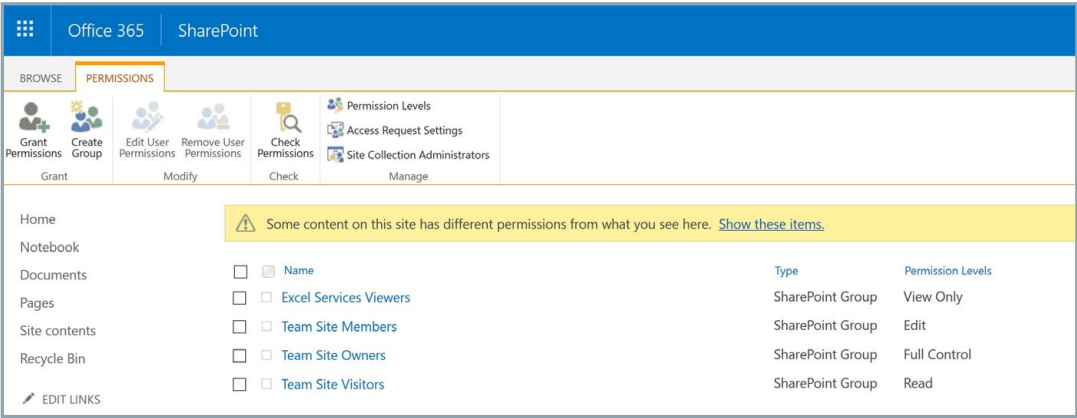 Office 365 SharePoint
BROWSE PERMISSIONS
Grant Permissions
Create Group
Edit User Permissions
Remove User Permissions
Check Permissions
Permission Levels
Access Request Settings
Site Collection Administrators
Grant Modify Check Manage
Home
Notebook
Documents
Pages
Site contents
Recycle Bin
EDIT LINKS
Some content on this site has different permissions from what you see here. Show these items.
Name Type Permission Levels
Excel Services Viewers SharePoint Group View Only
Team Site Members SharePoint Group Edit
Team Site Owners SharePoint Group Full Control
Team Site Visitors SharePoint Group Read